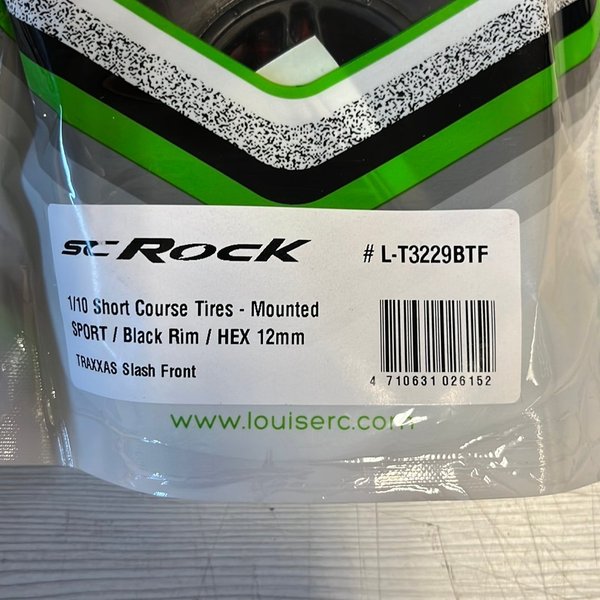 SC-ROCK
# L-T3229BTF
1/10 Short Course Tires - Mounted
SPORT / Black Rim / HEX 12mm
TRAXXAS Slash Front
4 710631 026152
www.louiserc.com